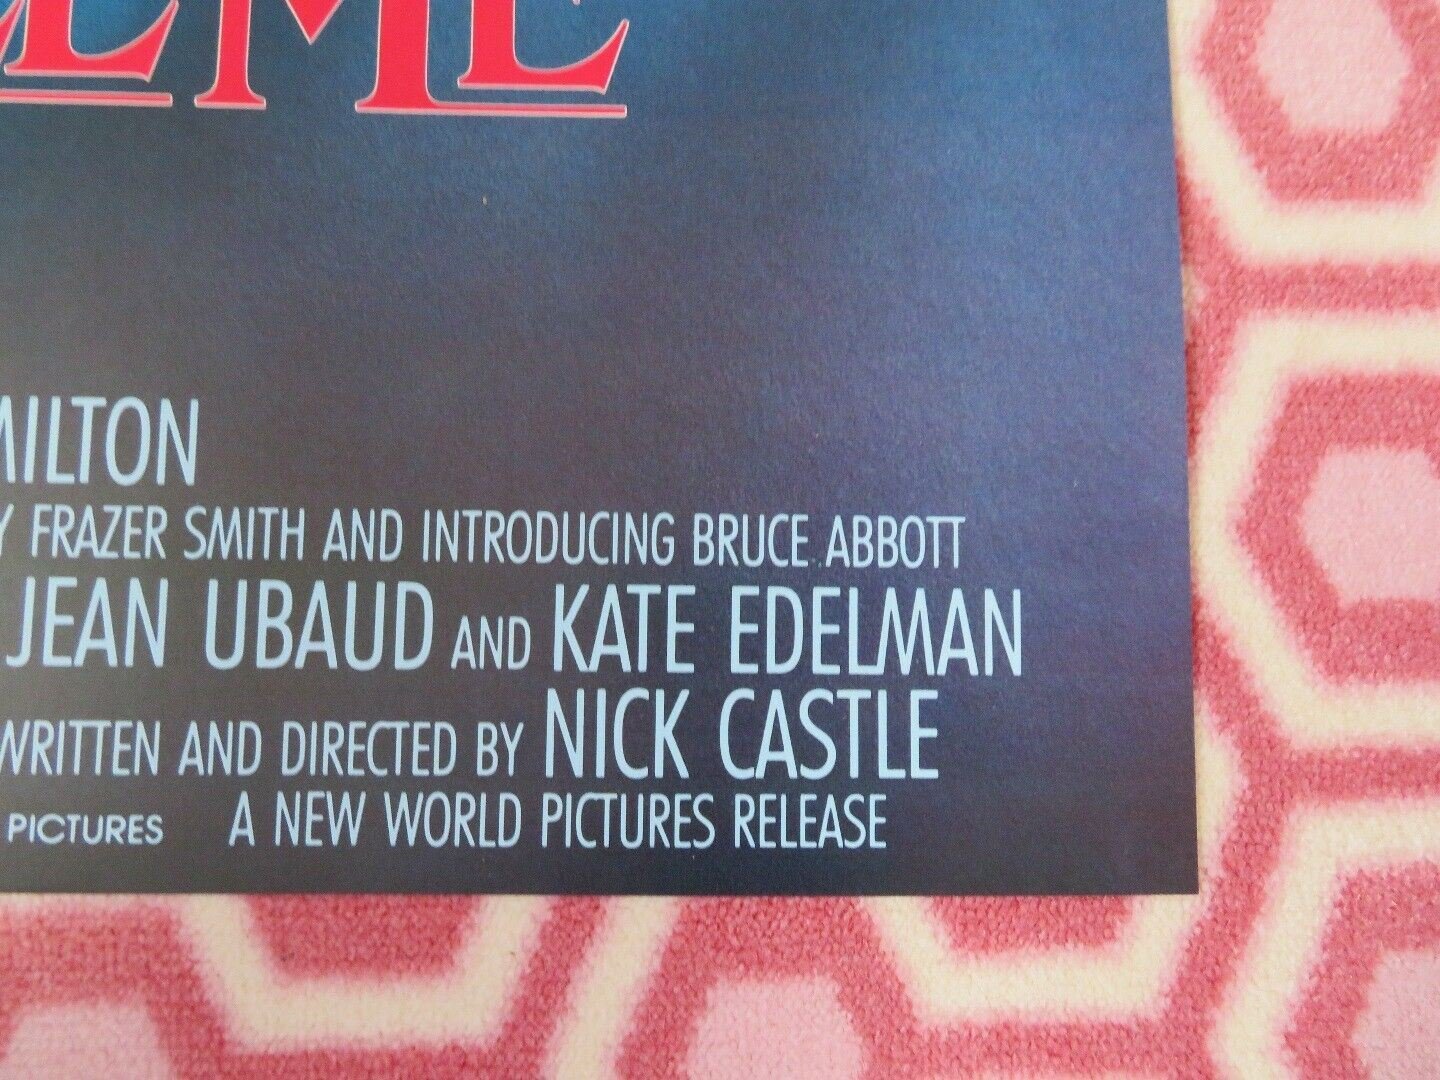 EME
MILTON
Y FRAZER SMITH AND INTRODUCING BRUCE ABBOTT
JEAN UBAUD AND KATE EDELMAN
WRITTEN AND DIRECTED BY NICK CASTLE
PICTURES A NEW WORLD PICTURES RELEASE